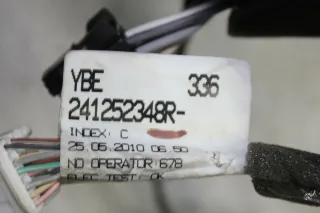 YBE 336
241252348R-
INDEX: C
25.05.2010 06.50
NO OPERATOR:678
ELEC TEST: OK